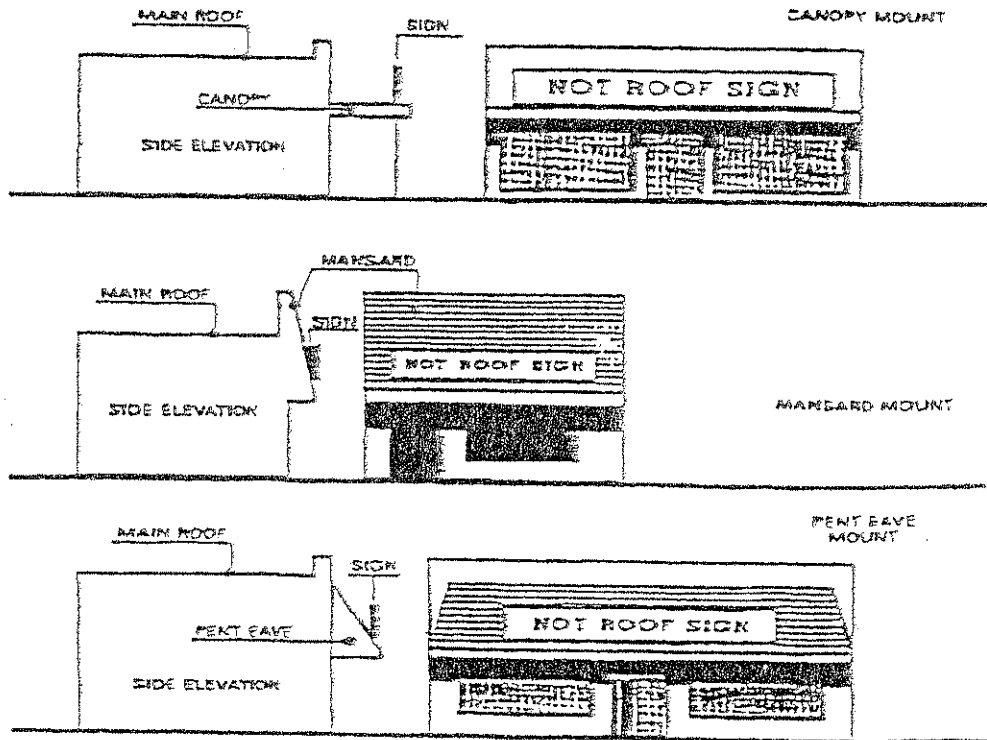 MAIN ROOF
SIGN
CANOPY MOUNT
CANOPY
NOT ROOF SIGN
SIDE ELEVATION
MANSARD
MAIN ROOF
SIGN
NOT ROOF SIGN
SIDE ELEVATION
MANSARD MOUNT
PENT EAVE
MOUNT
MAIN ROOF
SIGN
PENT EAVE
NOT ROOF SIGN
SIDE ELEVATION